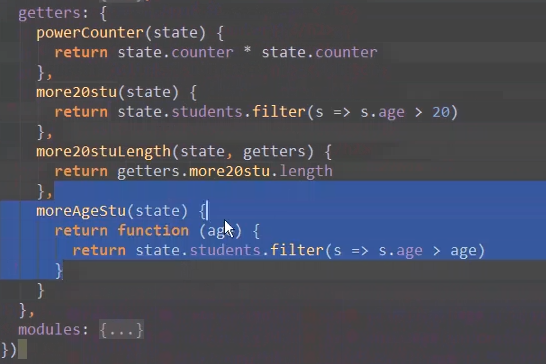 getters: {
powerCounter(state) {
return state.counter * state.counter
},
more20stu(state) {
return state.students.filter(s => s.age > 20)
},
more20stuLength(state, getters) {
return getters.more20stu.length
},
moreAgeStu(state) {
return function (age) {
return state.students.filter(s => s.age > age)
}
}
},
modules: {...}
})